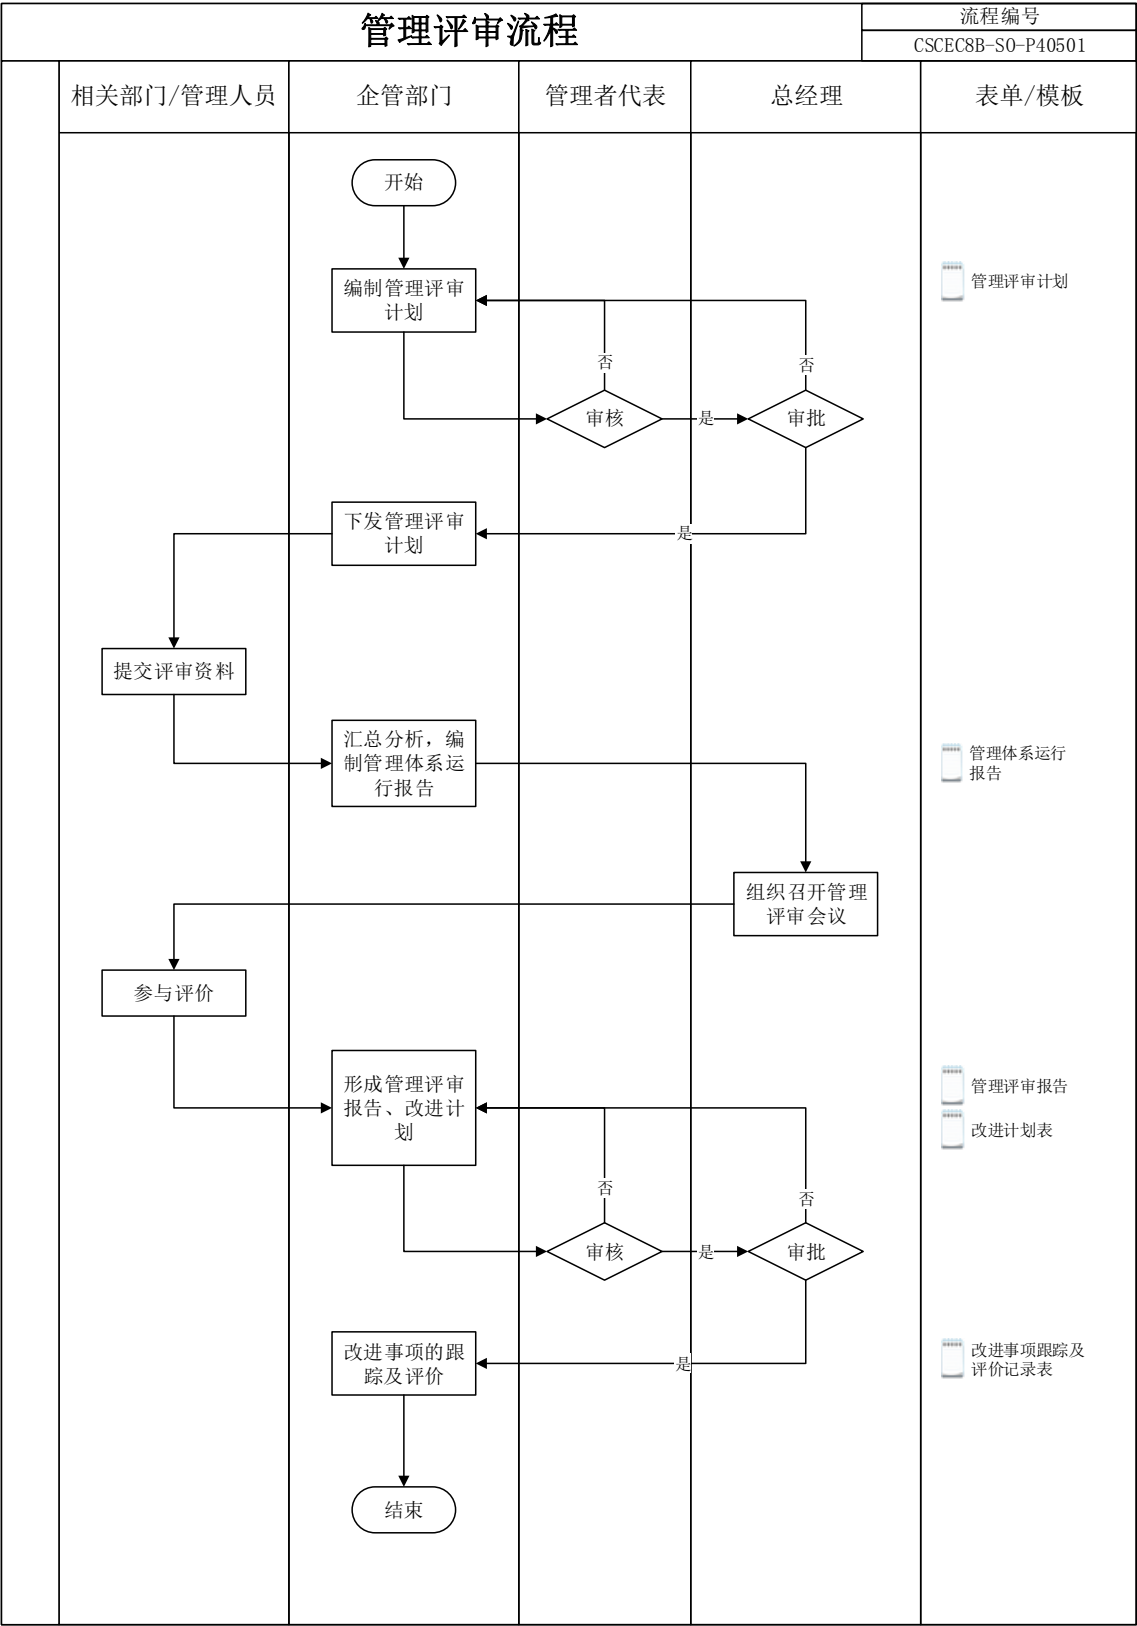 管理评审流程
流程编号
CSCEC8B-SO-P40501
相关部门/管理人员
企管部门
管理者代表
总经理
表单/模板
开始
编制管理评审
计划
管理评审计划
否
否
审核
是
审批
下发管理评审
计划
是
提交评审资料
汇总分析，编
制管理体系运
行报告
管理体系运行
报告
组织召开管理
评审会议
参与评价
形成管理评审
报告、改进计
划
管理评审报告
改进计划表
否
否
审核
是
审批
改进事项的跟
踪及评价
是
改进事项跟踪及
评价记录表
结束